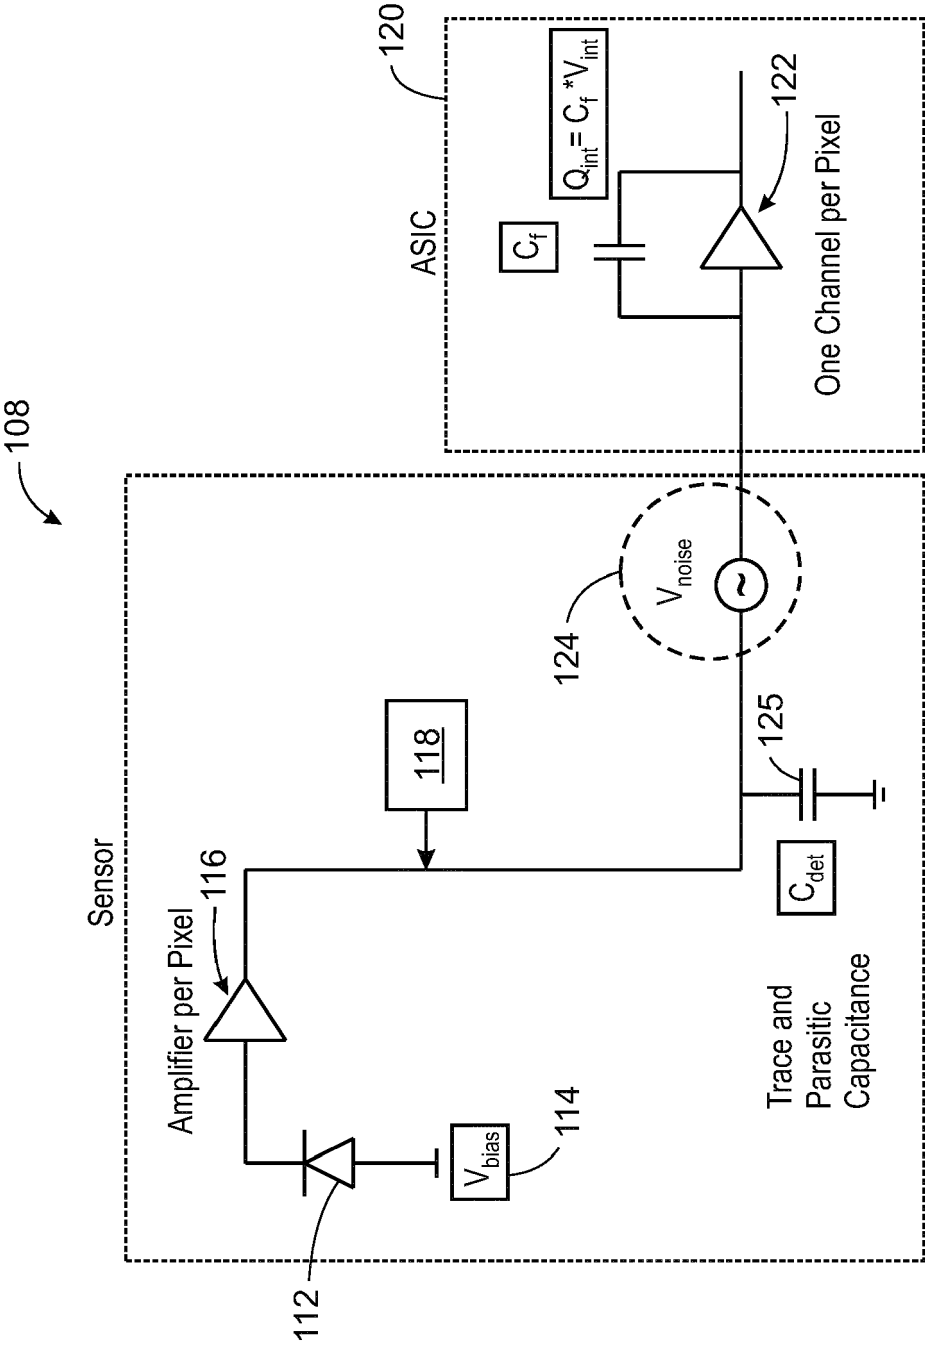 108
Sensor
Amplifier per Pixel
116
112
V_bias
114
118
124
V_noise
125
C_det
Trace and
Parasitic
Capacitance
120
ASIC
C_f
Q_int = C_f *V_int
122
One Channel per Pixel
~